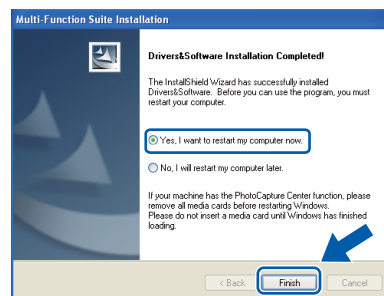 Multi-Function Suite Installation
Drivers&Software Installation Completed!
The InstallShield Wizard has successfully installed
Drivers&Software. Before you can use the program, you must
restart your computer.
Yes, I want to restart my computer now.
No, I will restart my computer later.
If your machine has the PhotoCapture Center function, please
remove all media cards before restarting Windows.
Please do not insert a media card until Windows has finished
loading.
< Back
Finish
Cancel